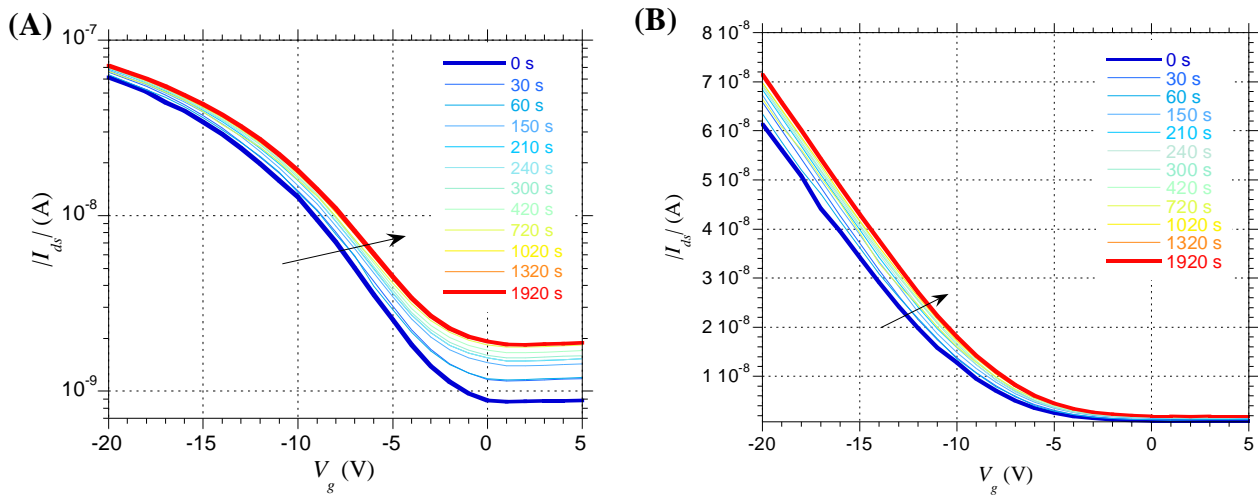 (A)
10⁻⁷
10⁻⁸
10⁻⁹
|I_ds| (A)
0 s
30 s
60 s
150 s
210 s
240 s
300 s
420 s
720 s
1020 s
1320 s
1920 s
-20 -15 -10 -5 0 5
V_g (V)
(B)
8 10⁻⁸
7 10⁻⁸
6 10⁻⁸
5 10⁻⁸
4 10⁻⁸
3 10⁻⁸
2 10⁻⁸
1 10⁻⁸
|I_ds| (A)
0 s
30 s
60 s
150 s
210 s
240 s
300 s
420 s
720 s
1020 s
1320 s
1920 s
-20 -15 -10 -5 0 5
V_g (V)